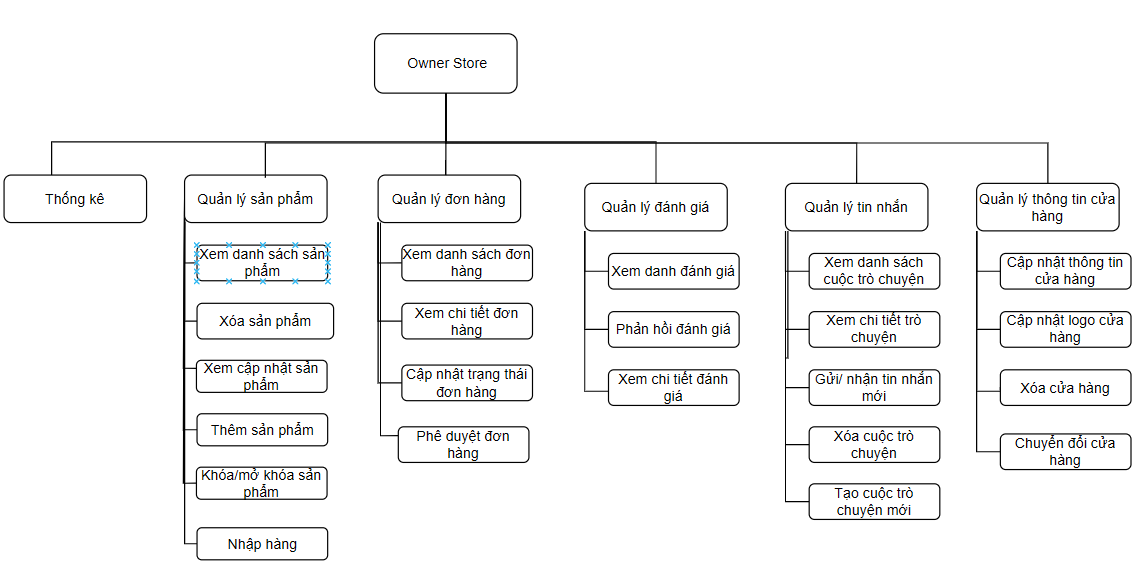 Owner Store
Thống kê
Quản lý sản phẩm
Xem danh sách sản
phẩm
Xóa sản phẩm
Xem cập nhật sản
phẩm
Thêm sản phẩm
Khóa/mở khóa sản
phẩm
Nhập hàng
Quản lý đơn hàng
Xem danh sách đơn
hàng
Xem chi tiết đơn
hàng
Cập nhật trạng thái
đơn hàng
Phê duyệt đơn
hàng
Quản lý đánh giá
Xem danh đánh giá
Phản hồi đánh giá
Xem chi tiết đánh
giá
Quản lý tin nhắn
Xem danh sách
cuộc trò chuyện
Xem chi tiết trò
chuyện
Gửi/ nhận tin nhắn
mới
Xóa cuộc trò
chuyện
Tạo cuộc trò
chuyện mới
Quản lý thông tin cửa
hàng
Cập nhật thông tin
cửa hàng
Cập nhật logo cửa
hàng
Xóa cửa hàng
Chuyển đổi cửa
hàng